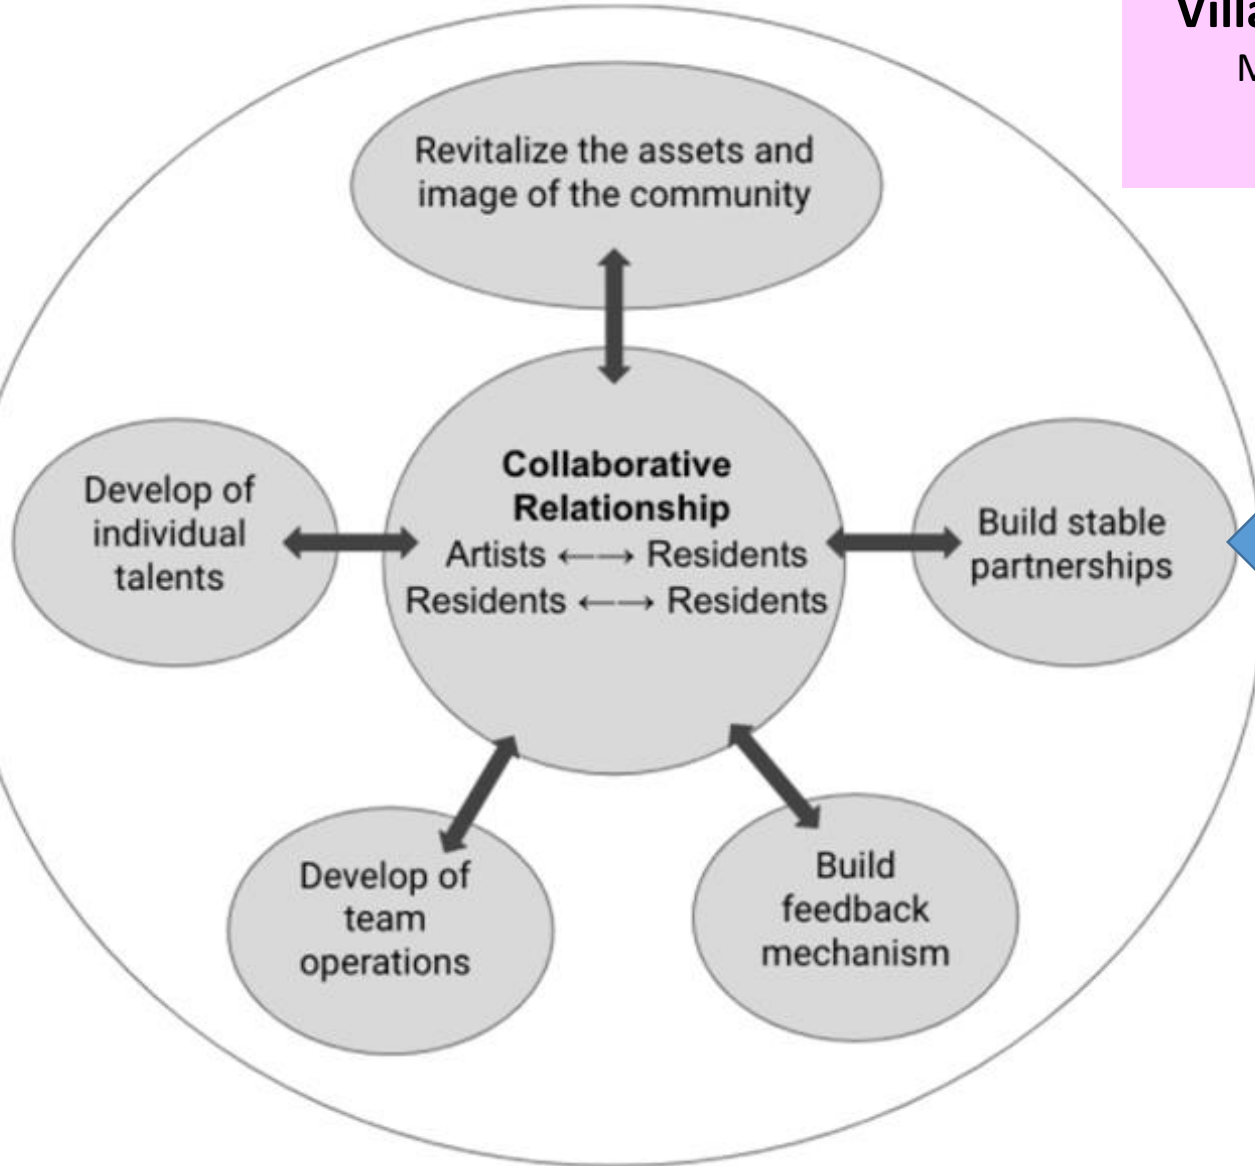 Revitalize the assets and
image of the community
Collaborative
Relationship
Artists ←→ Residents
Residents ←→ Residents
Develop of
individual
talents
Build stable
partnerships
Develop of
team
operations
Build
feedback
mechanism